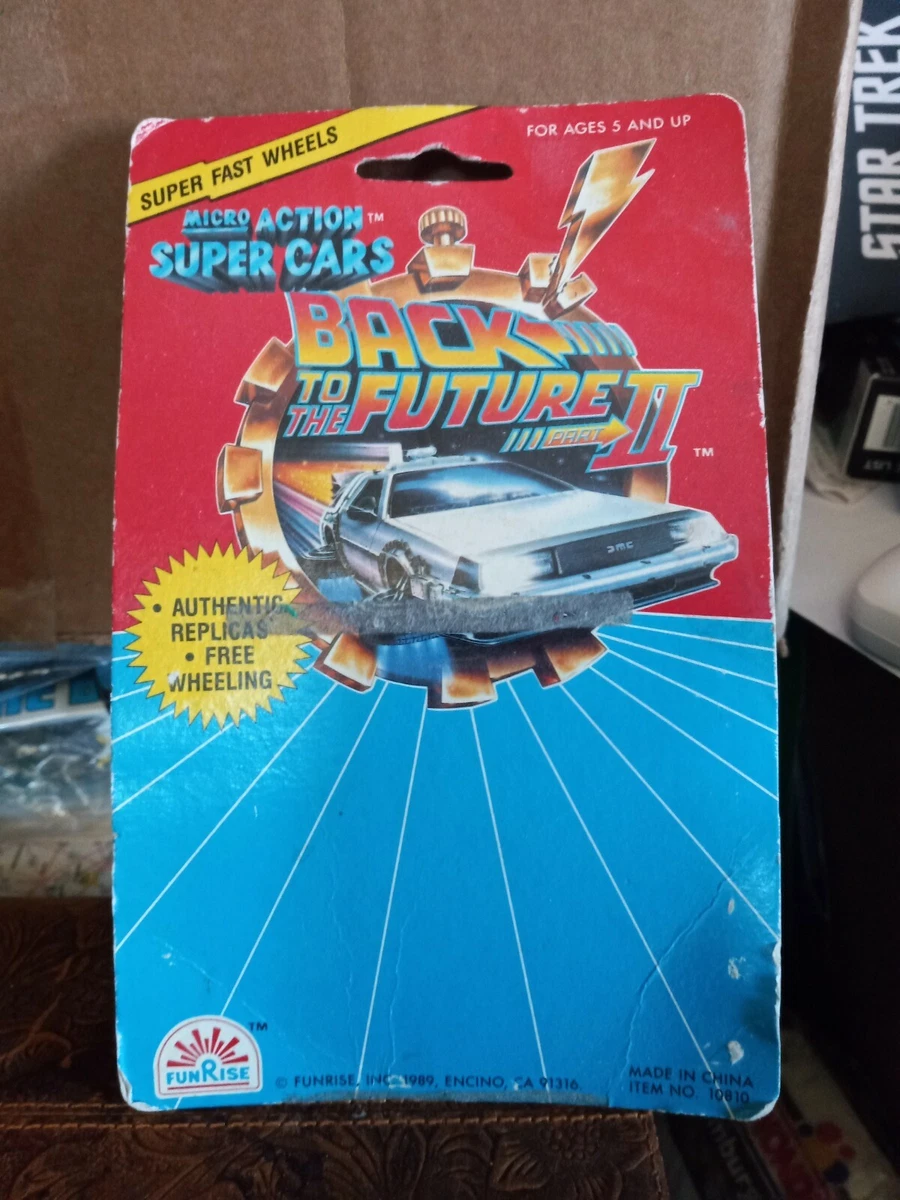 SUPER FAST WHEELS
FOR AGES 5 AND UP
MICRO ACTION™
SUPER CARS
BACK
TO THE FUTURE
PART II
™
DMC
• AUTHENTIC
REPLICAS
• FREE
WHEELING
™
FUNRISE
© FUNRISE, INC. 1989, ENCINO, CA 91316.
MADE IN CHINA
ITEM NO. 10810
STAR TREK